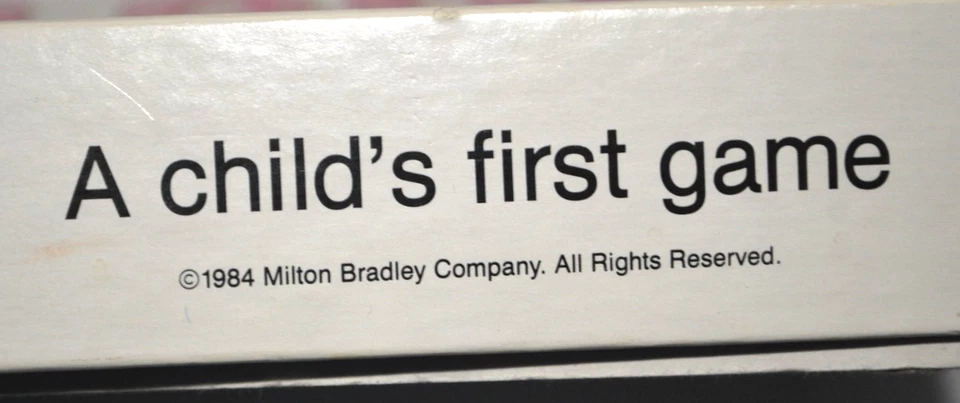 A child’s first game
©1984 Milton Bradley Company. All Rights Reserved.